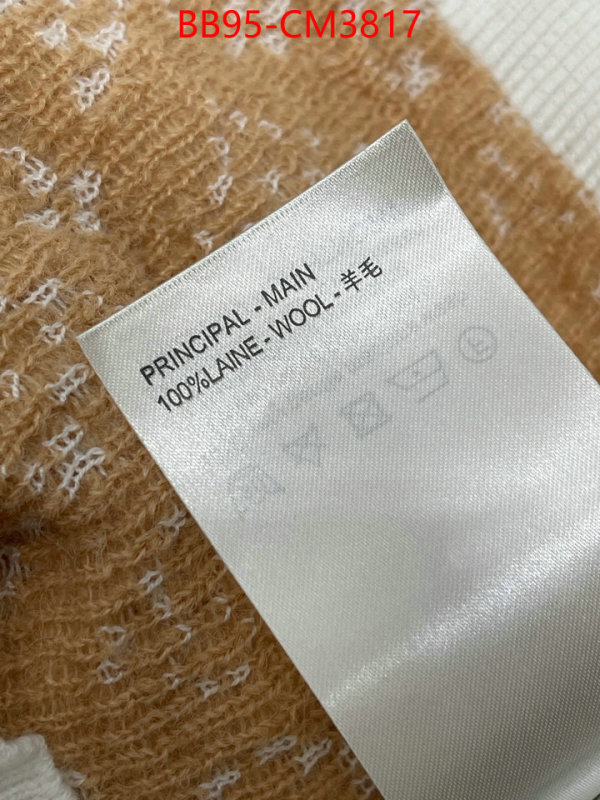 BB95-CM3817
PRINCIPAL - MAIN
100%LAINE - WOOL - 羊毛